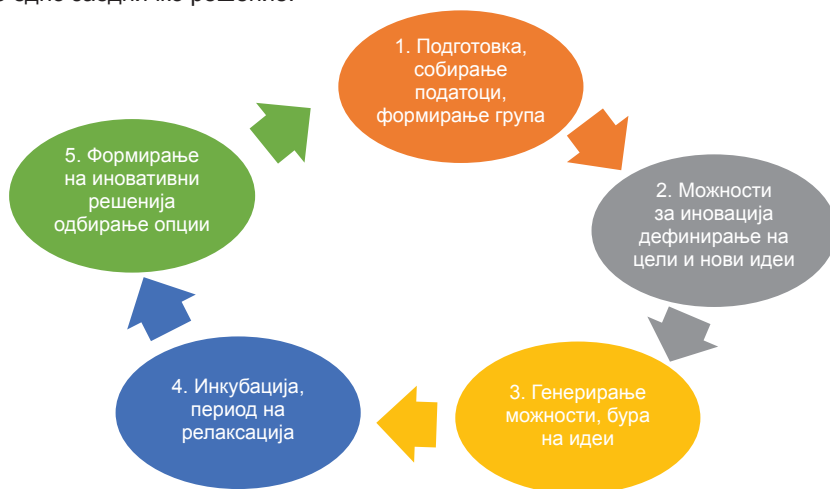 1. Подготовка,
собирање
податоци,
формирање група
2. Можности
за иновација
дефинирање на
цели и нови идеи
3. Генерирање
можности, бура
на идеи
4. Инкубација,
период на
релаксација
5. Формирање
на иновативни
решенија
одбирање опции